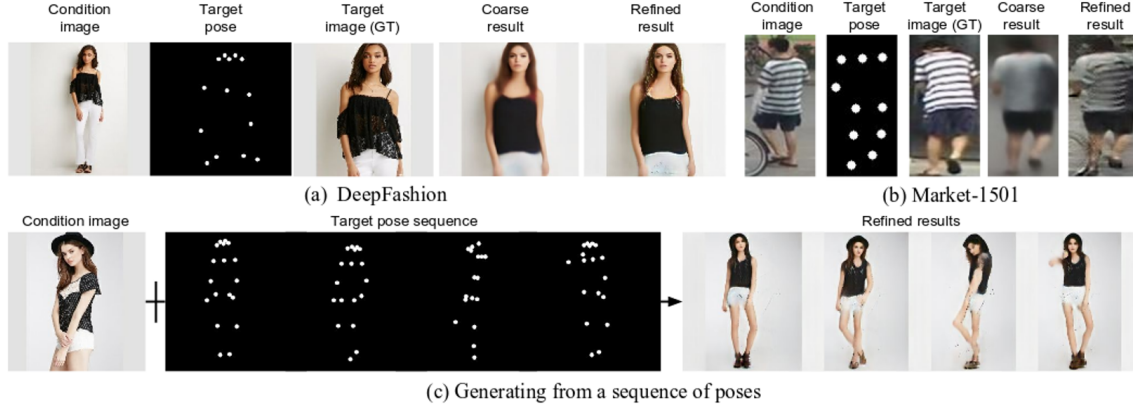 Condition image
Target pose
Target image (GT)
Coarse result
Refined result
(a) DeepFashion
Condition image
Target pose
Target image (GT)
Coarse result
Refined result
(b) Market-1501
Condition image
Target pose sequence
Refined results
(c) Generating from a sequence of poses